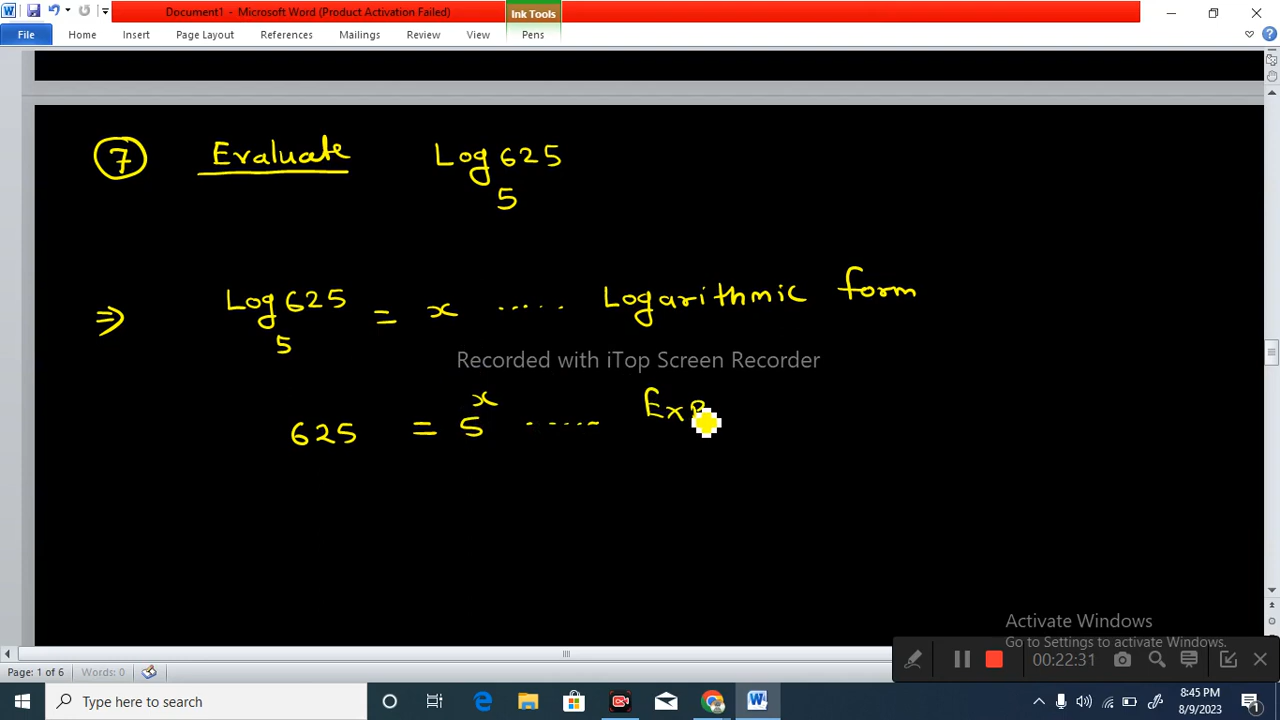 Document1 - Microsoft Word (Product Activation Failed)
Ink Tools
File Home Insert Page Layout References Mailings Review View Pens
7 Evaluate Log 625
5
⇒ Log 625 = x ..... Logarithmic form
5
Recorded with iTop Screen Recorder
625 = 5^x ..... Exp
Activate Windows
Go to Settings to activate Windows.
00:22:31
Page: 1 of 6 Words: 0
Type here to search
8:45 PM
8/9/2023
1